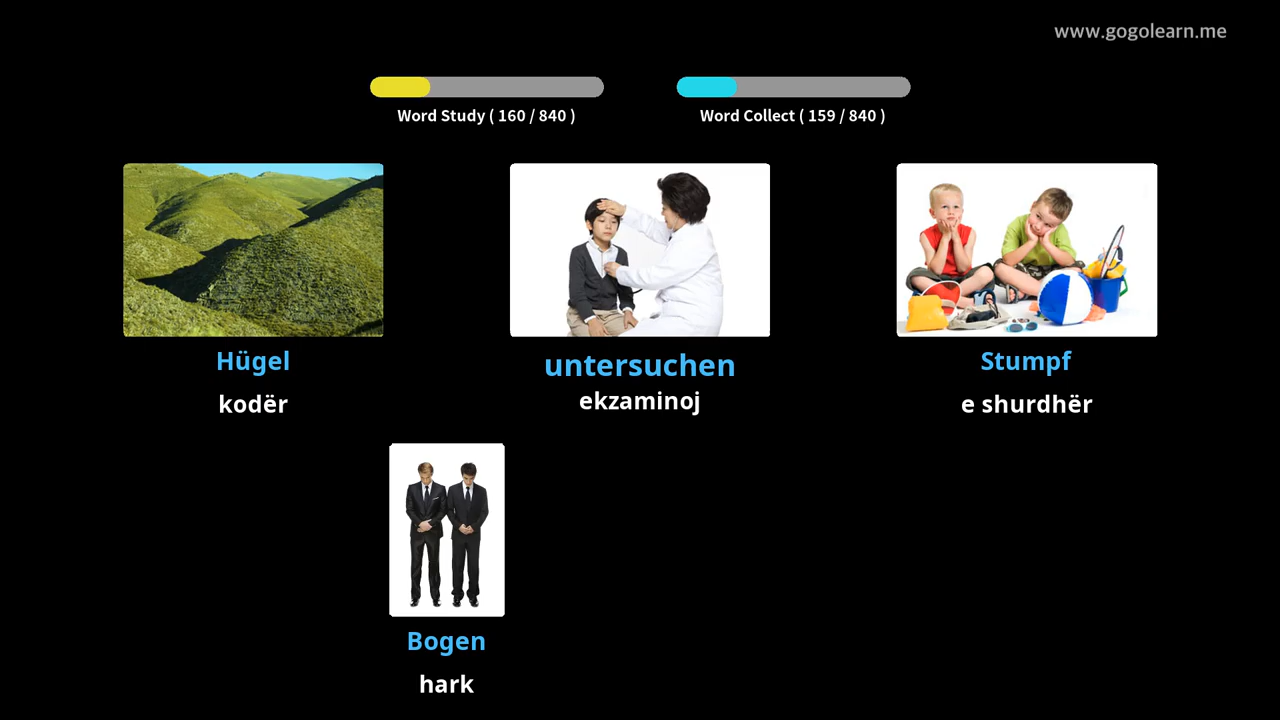 www.gogolearn.me
Word Study ( 160 / 840 )
Word Collect ( 159 / 840 )
Hügel
kodër
untersuchen
ekzaminoj
Stumpf
e shurdhër
Bogen
hark